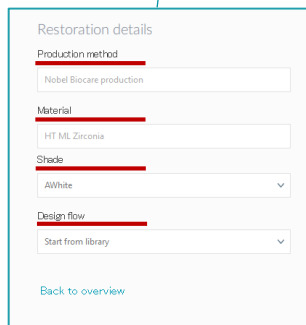 Restoration details
Production method
Nobel Biocare production
Material
HT ML Zirconia
Shade
AWhite
Design flow
Start from library
Back to overview